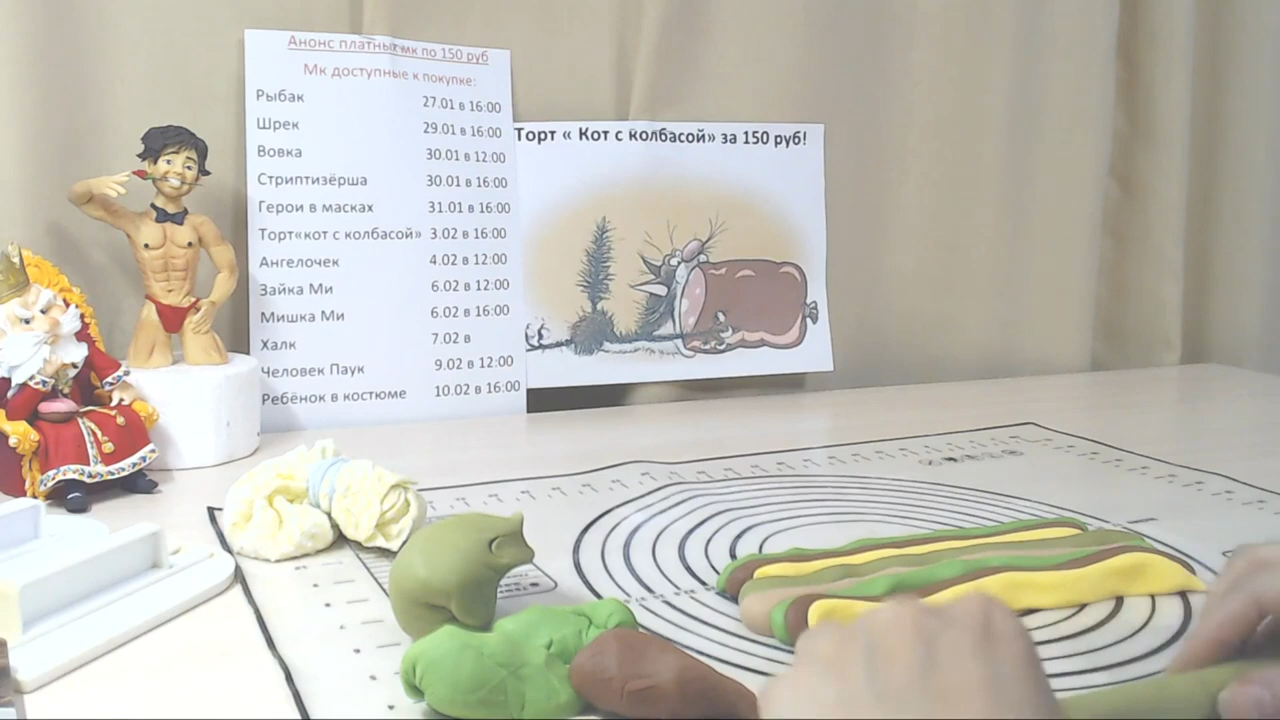 Анонс платных мк по 150 руб
Мк доступные к покупке:
Рыбак 27.01 в 16:00
Шрек 29.01 в 16:00
Вовка 30.01 в 12:00
Стриптизёрша 30.01 в 16:00
Герои в масках 31.01 в 16:00
Торт«кот с колбасой» 3.02 в 16:00
Ангелочек 4.02 в 12:00
Зайка Ми 6.02 в 12:00
Мишка Ми 6.02 в 16:00
Халк 7.02 в
Человек Паук 9.02 в 12:00
Ребёнок в костюме 10.02 в 16:00
Торт « Кот с колбасой» за 150 руб!